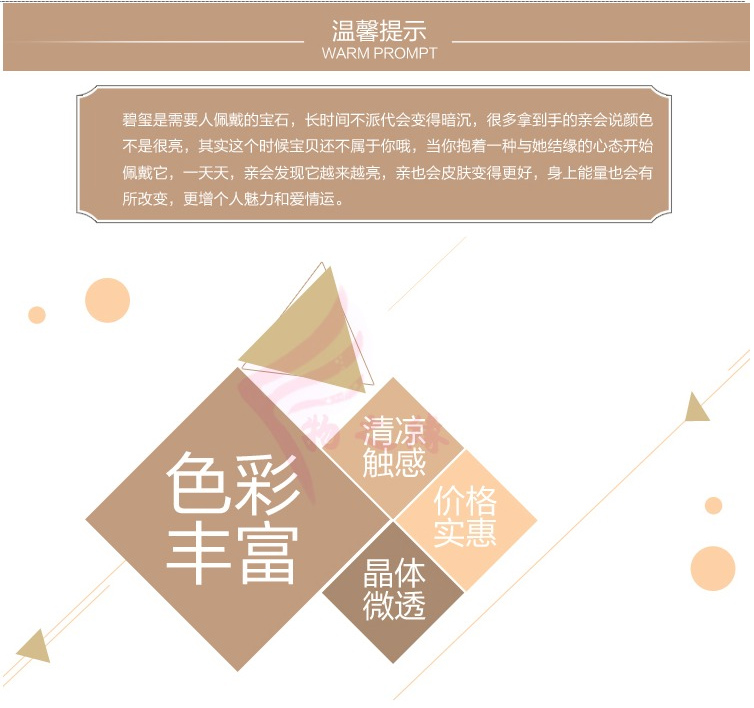 温馨提示
WARM PROMPT
碧玺是需要人佩戴的宝石，长时间不派代会变得暗沉，很多拿到手的亲会说颜色
不是很亮，其实这个时候宝贝还不属于你哦，当你抱着一种与她结缘的心态开始
佩戴它，一天天，亲会发现它越来越亮，亲也会皮肤变得更好，身上能量也会有
所改变，更增个人魅力和爱情运。
色彩
丰富
清凉
触感
价格
实惠
晶体
微透